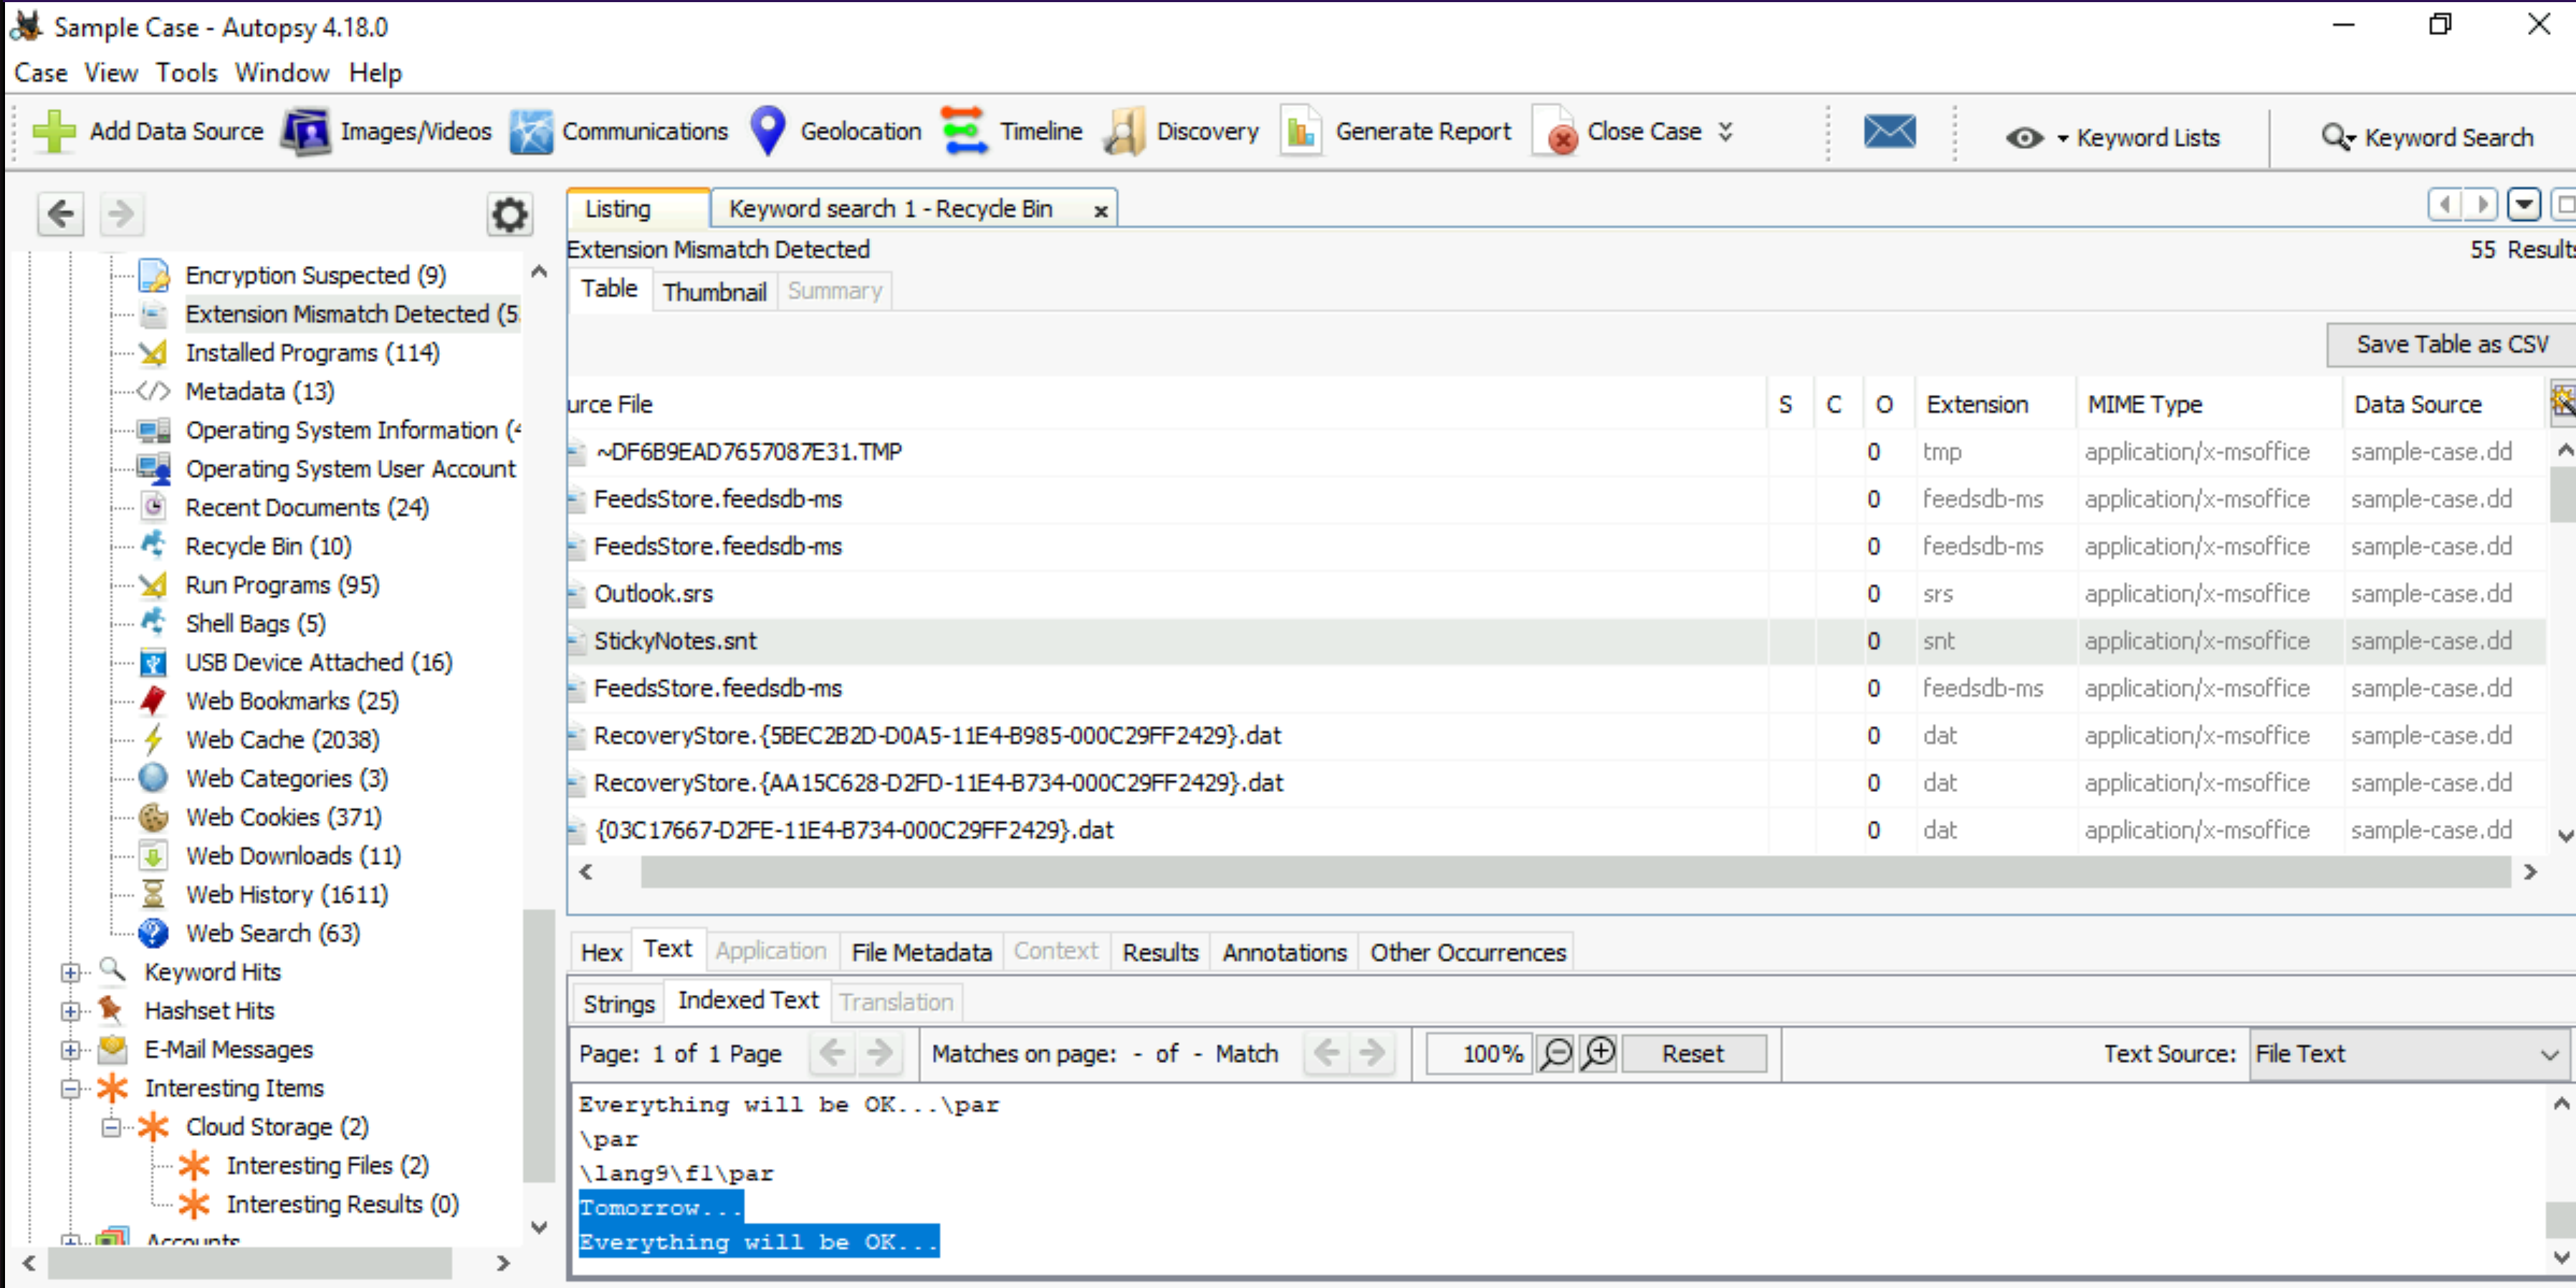 Sample Case - Autopsy 4.18.0
Case View Tools Window Help
Add Data Source Images/Videos Communications Geolocation Timeline Discovery Generate Report Close Case Keyword Lists Keyword Search
Listing Keyword search 1 - Recycle Bin x
Extension Mismatch Detected 55 Results
Table Thumbnail Summary
Save Table as CSV
urce File S C O Extension MIME Type Data Source
~DF6B9EAD7657087E31.TMP 0 tmp application/x-msoffice sample-case.dd
FeedsStore.feedsdb-ms 0 feedsdb-ms application/x-msoffice sample-case.dd
FeedsStore.feedsdb-ms 0 feedsdb-ms application/x-msoffice sample-case.dd
Outlook.srs 0 srs application/x-msoffice sample-case.dd
StickyNotes.snt 0 snt application/x-msoffice sample-case.dd
FeedsStore.feedsdb-ms 0 feedsdb-ms application/x-msoffice sample-case.dd
RecoveryStore.{5BEC2B2D-D0A5-11E4-B985-000C29FF2429}.dat 0 dat application/x-msoffice sample-case.dd
RecoveryStore.{AA15C628-D2FD-11E4-B734-000C29FF2429}.dat 0 dat application/x-msoffice sample-case.dd
{03C17667-D2FE-11E4-B734-000C29FF2429}.dat 0 dat application/x-msoffice sample-case.dd
Encryption Suspected (9)
Extension Mismatch Detected (5
Installed Programs (114)
Metadata (13)
Operating System Information (4
Operating System User Account
Recent Documents (24)
Recycle Bin (10)
Run Programs (95)
Shell Bags (5)
USB Device Attached (16)
Web Bookmarks (25)
Web Cache (2038)
Web Categories (3)
Web Cookies (371)
Web Downloads (11)
Web History (1611)
Web Search (63)
Keyword Hits
Hashset Hits
E-Mail Messages
Interesting Items
Cloud Storage (2)
Interesting Files (2)
Interesting Results (0)
Accounts
Hex Text Application File Metadata Context Results Annotations Other Occurrences
Strings Indexed Text Translation
Page: 1 of 1 Page Matches on page: - of - Match 100% Reset Text Source: File Text
Everything will be OK...\par
\par
\lang9\f1\par
Tomorrow...
Everything will be OK...